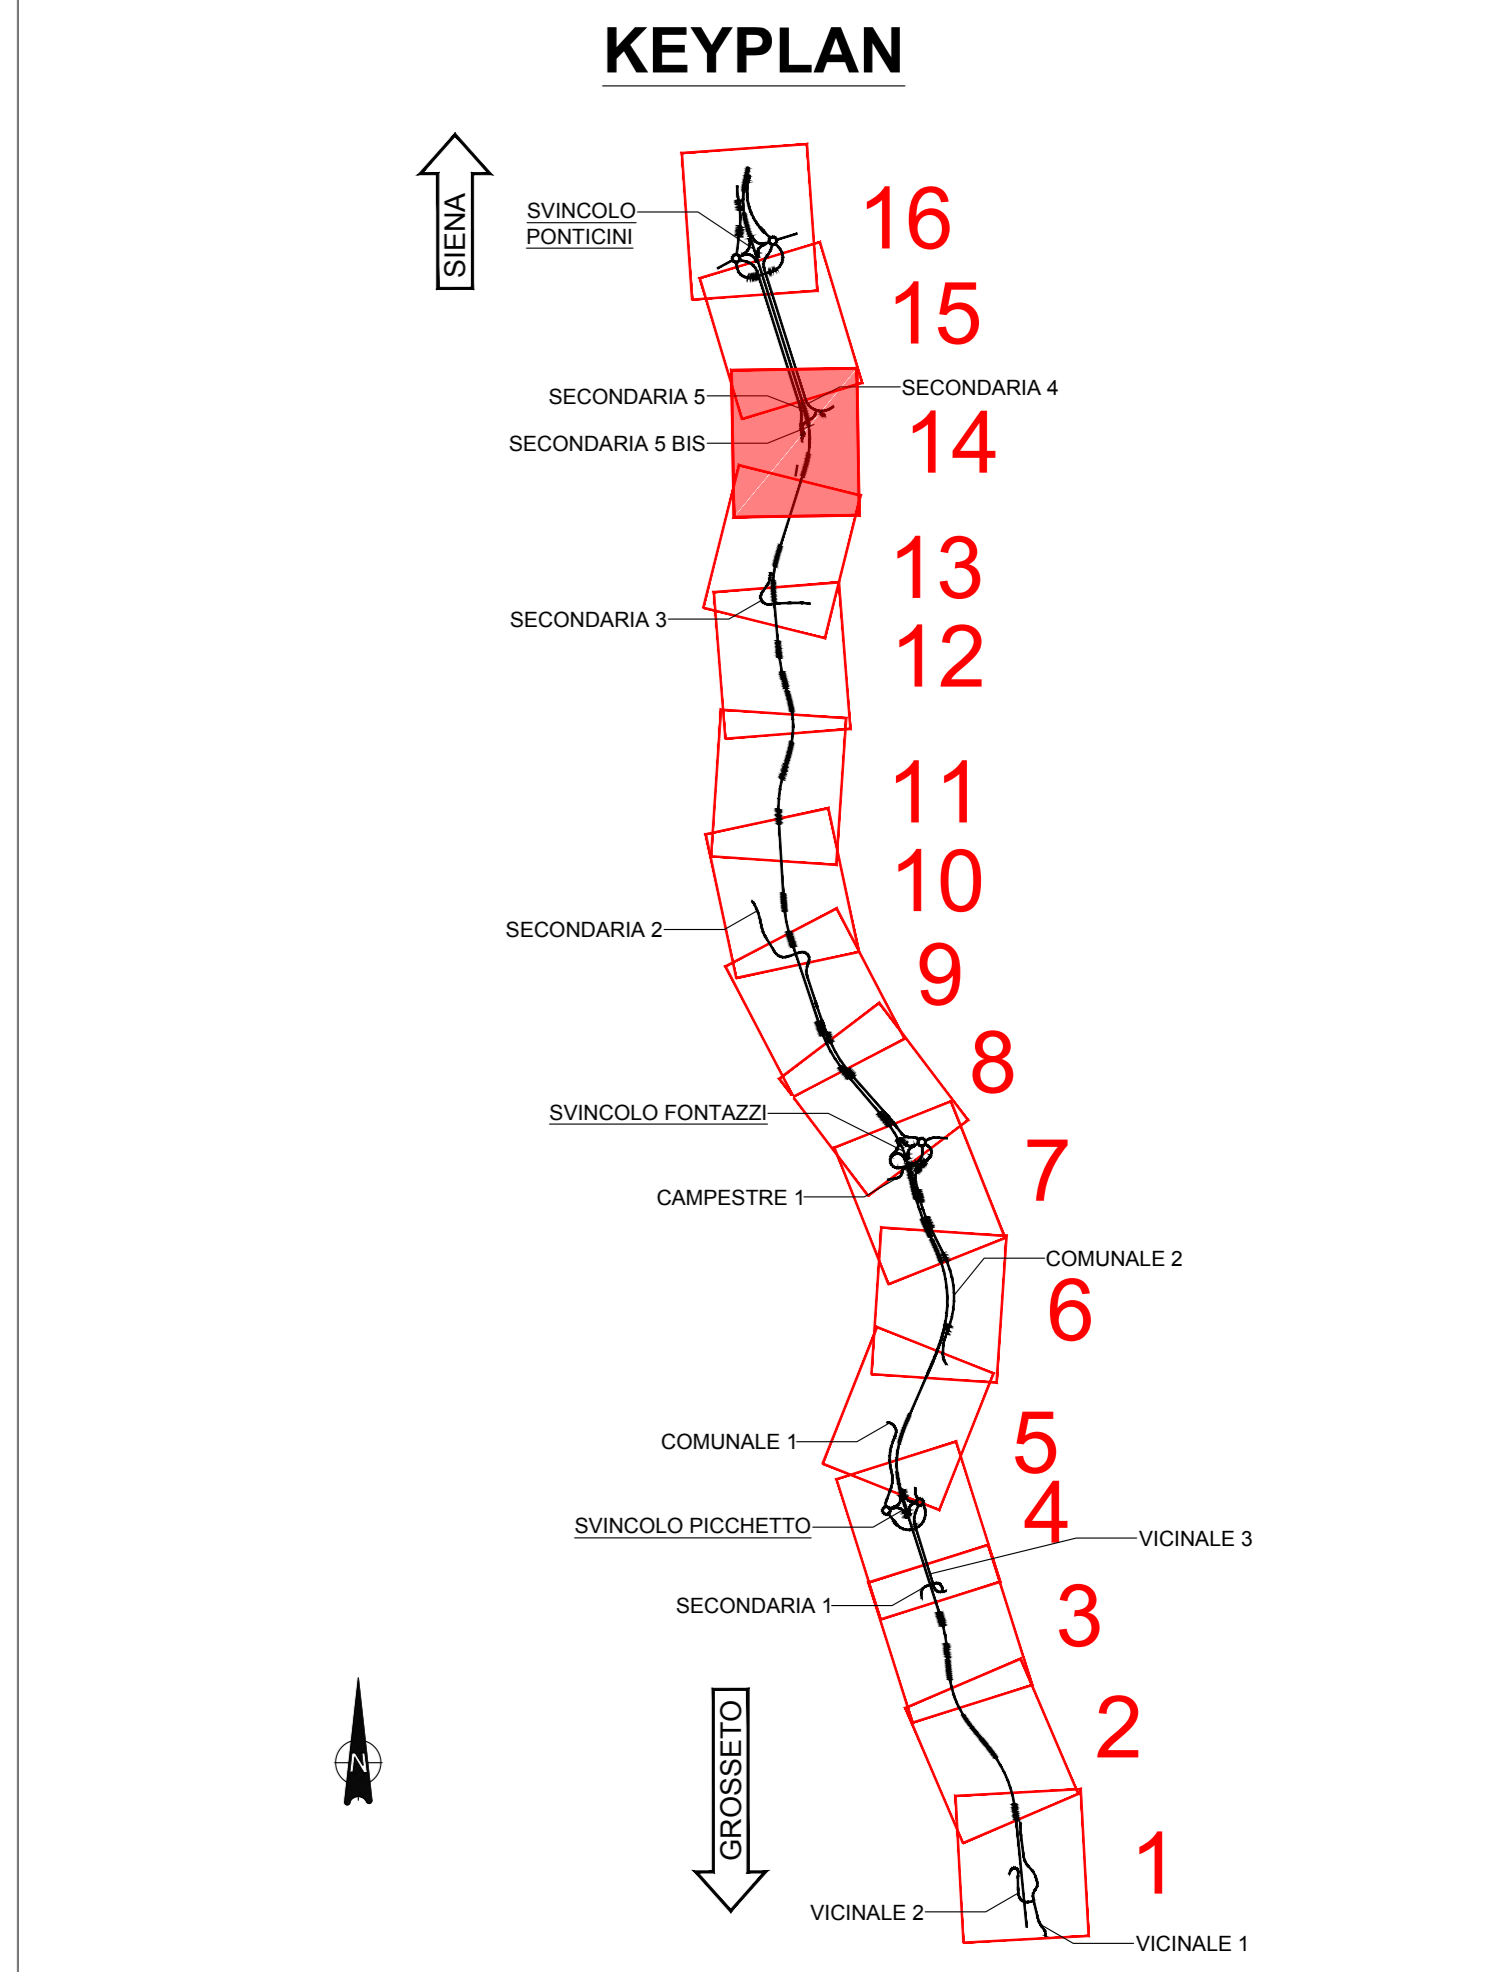 KEYPLAN
SIENA
SVINCOLO
PONTICINI
16
15
SECONDARIA 5
SECONDARIA 4
SECONDARIA 5 BIS
14
13
SECONDARIA 3
12
11
10
SECONDARIA 2
9
8
SVINCOLO FONTAZZI
7
CAMPESTRE 1
COMUNALE 2
6
COMUNALE 1
5
4
SVINCOLO PICCHETTO
VICINALE 3
SECONDARIA 1
3
2
N
GROSSETO
1
VICINALE 2
VICINALE 1